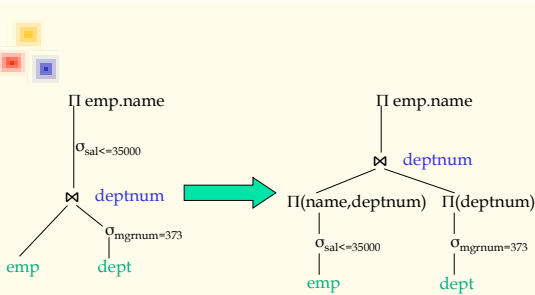 Π emp.name
σsal<=35000
⋈ deptnum
σmgrnum=373
emp dept
Π emp.name
⋈ deptnum
Π(name,deptnum) Π(deptnum)
σsal<=35000 σmgrnum=373
emp dept